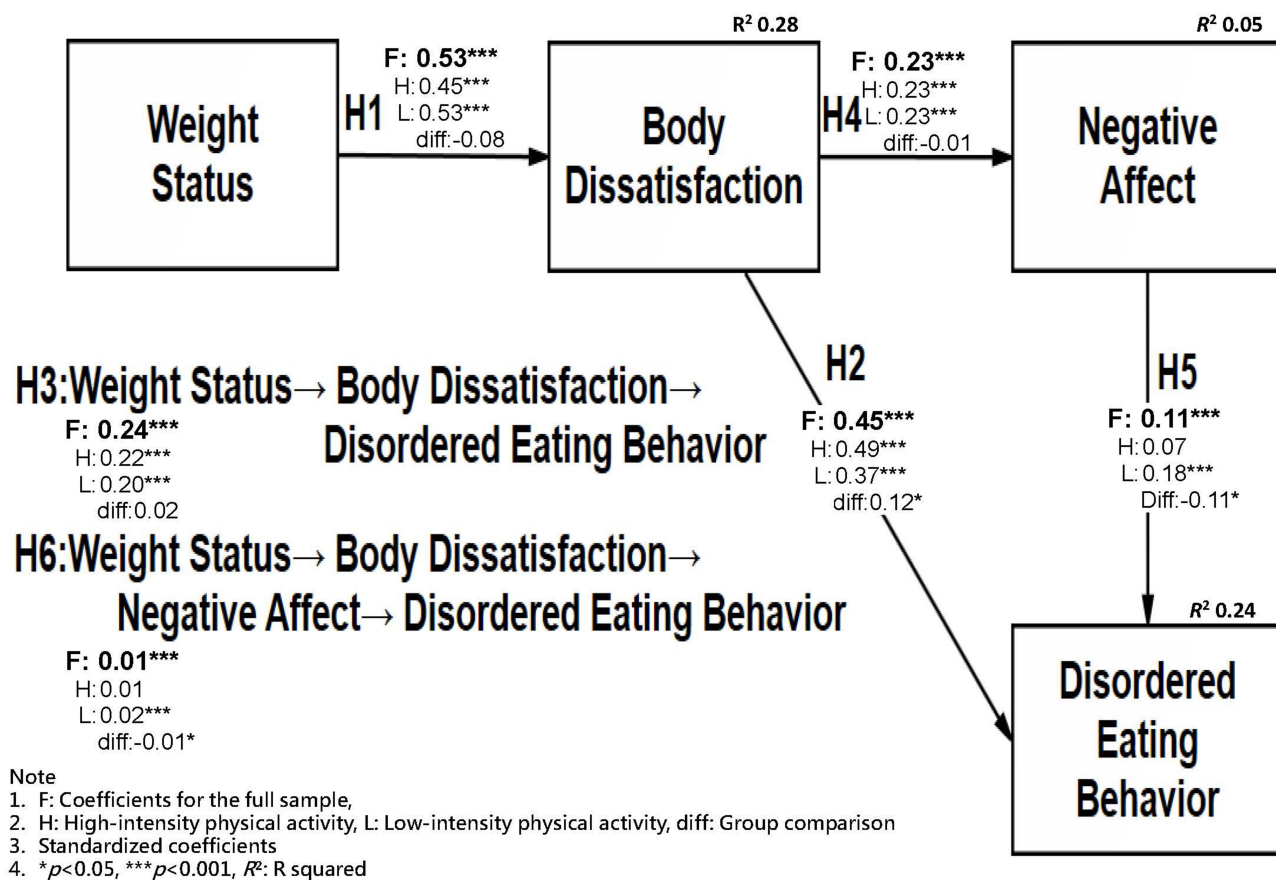 R² 0.28
R² 0.05
Weight
Status
H1
F: 0.53***
H:0.45***
L:0.53***
diff:-0.08
Body
Dissatisfaction
H4
F: 0.23***
H:0.23***
L:0.23***
diff:-0.01
Negative
Affect
H2
F: 0.45***
H:0.49***
L:0.37***
diff:0.12*
H5
F: 0.11***
H:0.07
L:0.18***
Diff:-0.11*
H3:Weight Status→ Body Dissatisfaction→
Disordered Eating Behavior
F: 0.24***
H:0.22***
L:0.20***
diff:0.02
H6:Weight Status→ Body Dissatisfaction→
Negative Affect→ Disordered Eating Behavior
F: 0.01***
H:0.01
L:0.02***
diff:-0.01*
R² 0.24
Disordered
Eating
Behavior
Note
1. F: Coefficients for the full sample,
2. H: High-intensity physical activity, L: Low-intensity physical activity, diff: Group comparison
3. Standardized coefficients
4. *p<0.05, ***p<0.001, R²: R squared